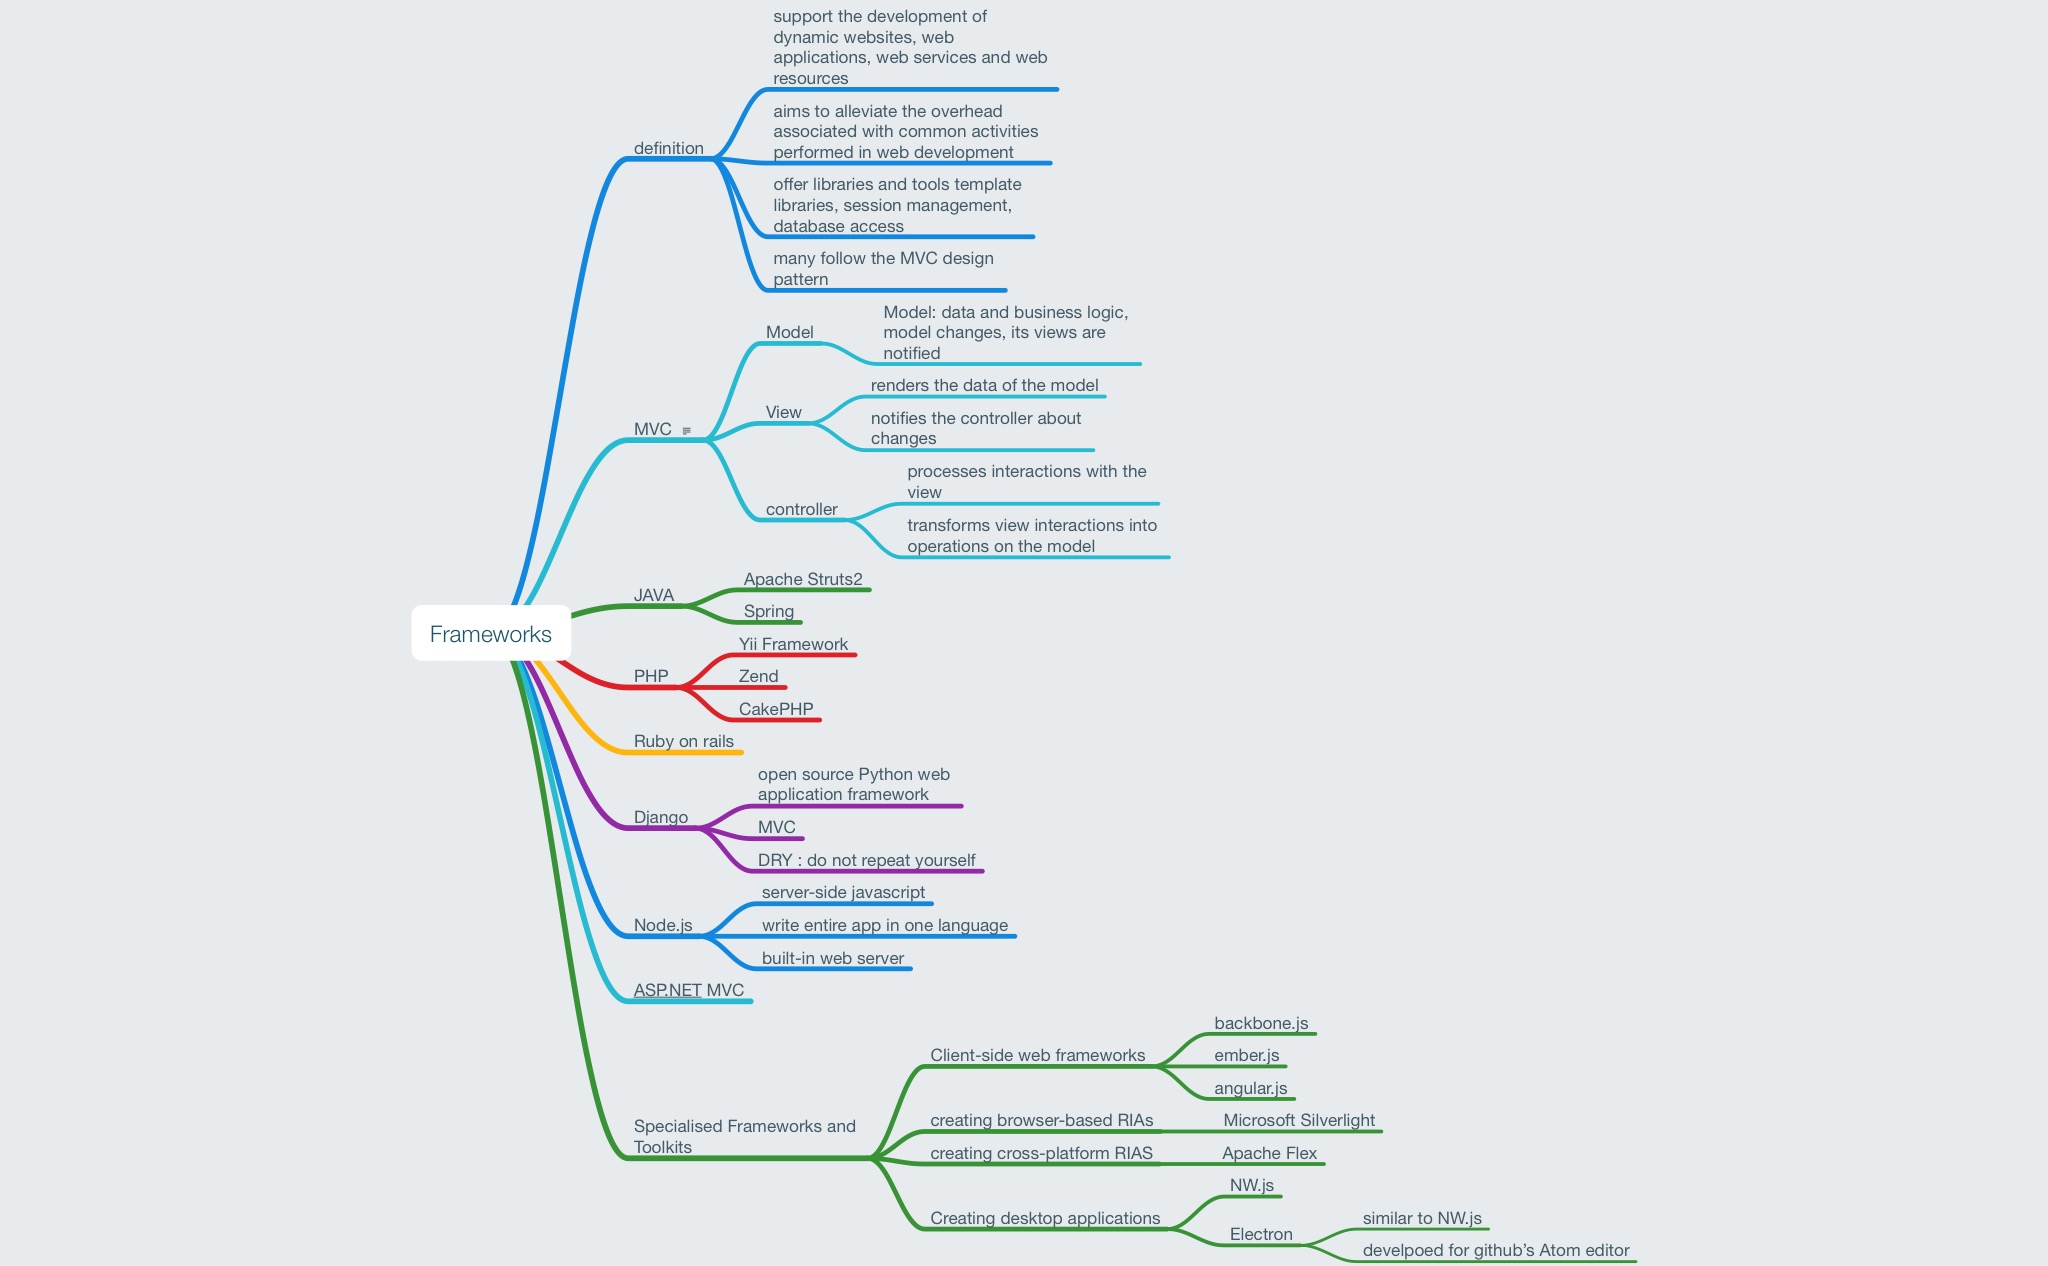 support the development of
dynamic websites, web
applications, web services and web
resources
aims to alleviate the overhead
associated with common activities
performed in web development
definition
offer libraries and tools template
libraries, session management,
database access
many follow the MVC design
pattern
Model
Model: data and business logic,
model changes, its views are
notified
MVC
View
renders the data of the model
notifies the controller about
changes
controller
processes interactions with the
view
transforms view interactions into
operations on the model
Frameworks
JAVA
Apache Struts2
Spring
PHP
Yii Framework
Zend
CakePHP
Ruby on rails
Django
open source Python web
application framework
MVC
DRY : do not repeat yourself
Node.js
server-side javascript
write entire app in one language
built-in web server
ASP.NET MVC
Specialised Frameworks and
Toolkits
Client-side web frameworks
backbone.js
ember.js
angular.js
creating browser-based RIAs
Microsoft Silverlight
creating cross-platform RIAS
Apache Flex
Creating desktop applications
NW.js
Electron
similar to NW.js
develpoed for github's Atom editor